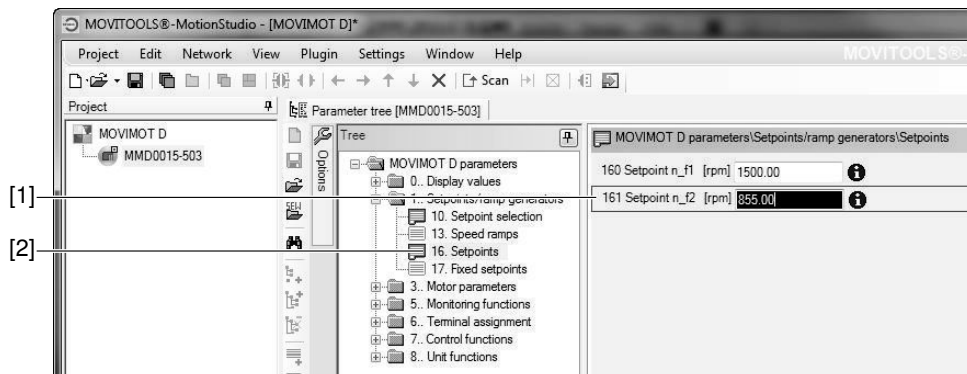 MOVITOOLS®-MotionStudio - [MOVIMOT D]*
Project Edit Network View Plugin Settings Window Help
MOVITOOLS®-
Scan
Project
Parameter tree [MMD0015-503]
MOVIMOT D
MMD0015-503
Options
Tree
MOVIMOT D parameters
0.. Display values
1.. Setpoints/ramp generators
10. Setpoint selection
13. Speed ramps
16. Setpoints
17. Fixed setpoints
3.. Motor parameters
5.. Monitoring functions
6.. Terminal assignment
7.. Control functions
8.. Unit functions
MOVIMOT D parameters\Setpoints/ramp generators\Setpoints
160 Setpoint n_f1 [rpm] 1500.00
161 Setpoint n_f2 [rpm] 855.00
[1]
[2]
SEW